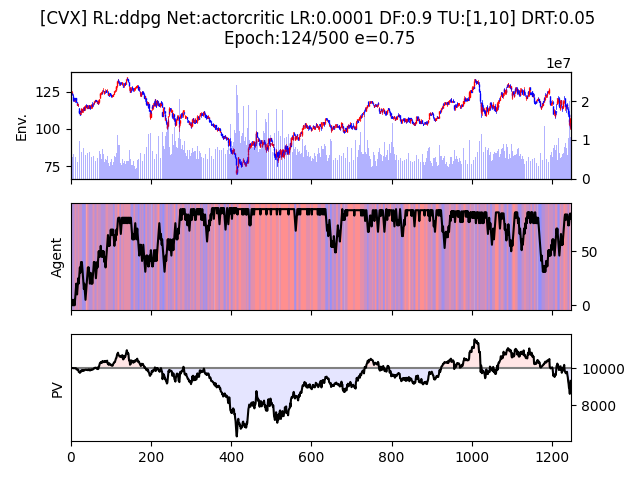 [CVX] RL:ddpg Net:actorcritic LR:0.0001 DF:0.9 TU:[1,10] DRT:0.05
Epoch:124/500 e=0.75
1e7
125
100
75
Env.
2
1
0
Agent
50
0
PV
10000
8000
0 200 400 600 800 1000 1200